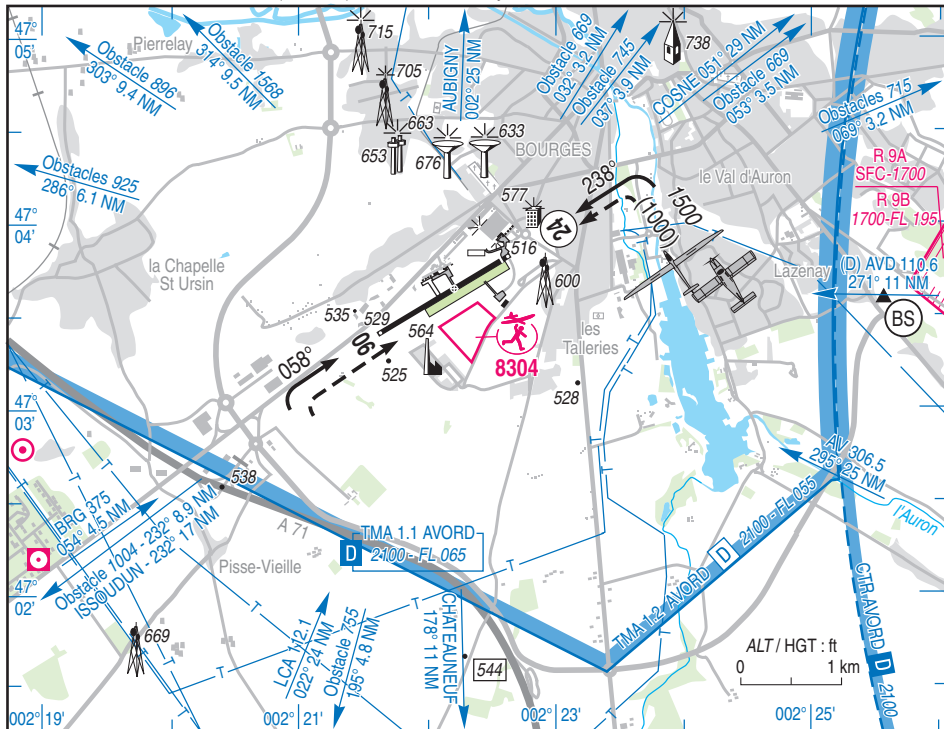 47°
05'
Pierrelay
Obstacle 896
303° 9.4 NM
Obstacle 1568
314° 9.5 NM
715
705
663
653
AUBIGNY
002° 25 NM
676
633
BOURGES
Obstacle 669
032° 3.2 NM
Obstacle 745
037° 3.9 NM
738
COSNE 051° 29 NM
Obstacle 669
053° 3.5 NM
Obstacles 715
069° 3.2 NM
R 9A
SFC-1700
R 9B
1700-FL 195
Obstacles 925
286° 6.1 NM
le Val d'Auron
47°
04'
577
238°
24
1500
(1000)
516
600
la Chapelle
St Ursin
535
529
564
06
058°
525
8304
les
Talleries
528
Lazenay
(D) AVD 110.6
271° 11 NM
BS
47°
03'
538
AV 306.5
295° 25 NM
l'Auron
BRG 375
054° 4.5 NM
Obstacle 1004 - 232° 8.9 NM
ISSOUDUN - 232° 17 NM
A 71
TMA 1.1 AVORD
D 2100 - FL 065
Pisse-Vieille
TMA 1.2 AVORD D 2100 - FL 055
CTR AVORD D 2100
47°
02'
669
LCA 112.1
022° 24 NM
Obstacle 755
195° 4.8 NM
CHATEAUNEUF
178° 11 NM
544
ALT / HGT : ft
0 1 km
002° 19'
002° 21'
002° 23'
002° 25'
T T T T T T T T T T T T